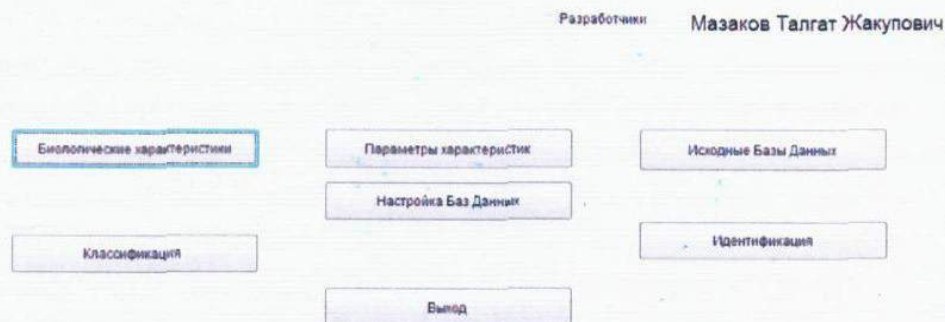 Разработчики Мазаков Талгат Жакупович
Биологические характеристики Параметры характеристик Исходные Базы Данных
Настройка Баз Данных
Классификация Идентификация
Выход